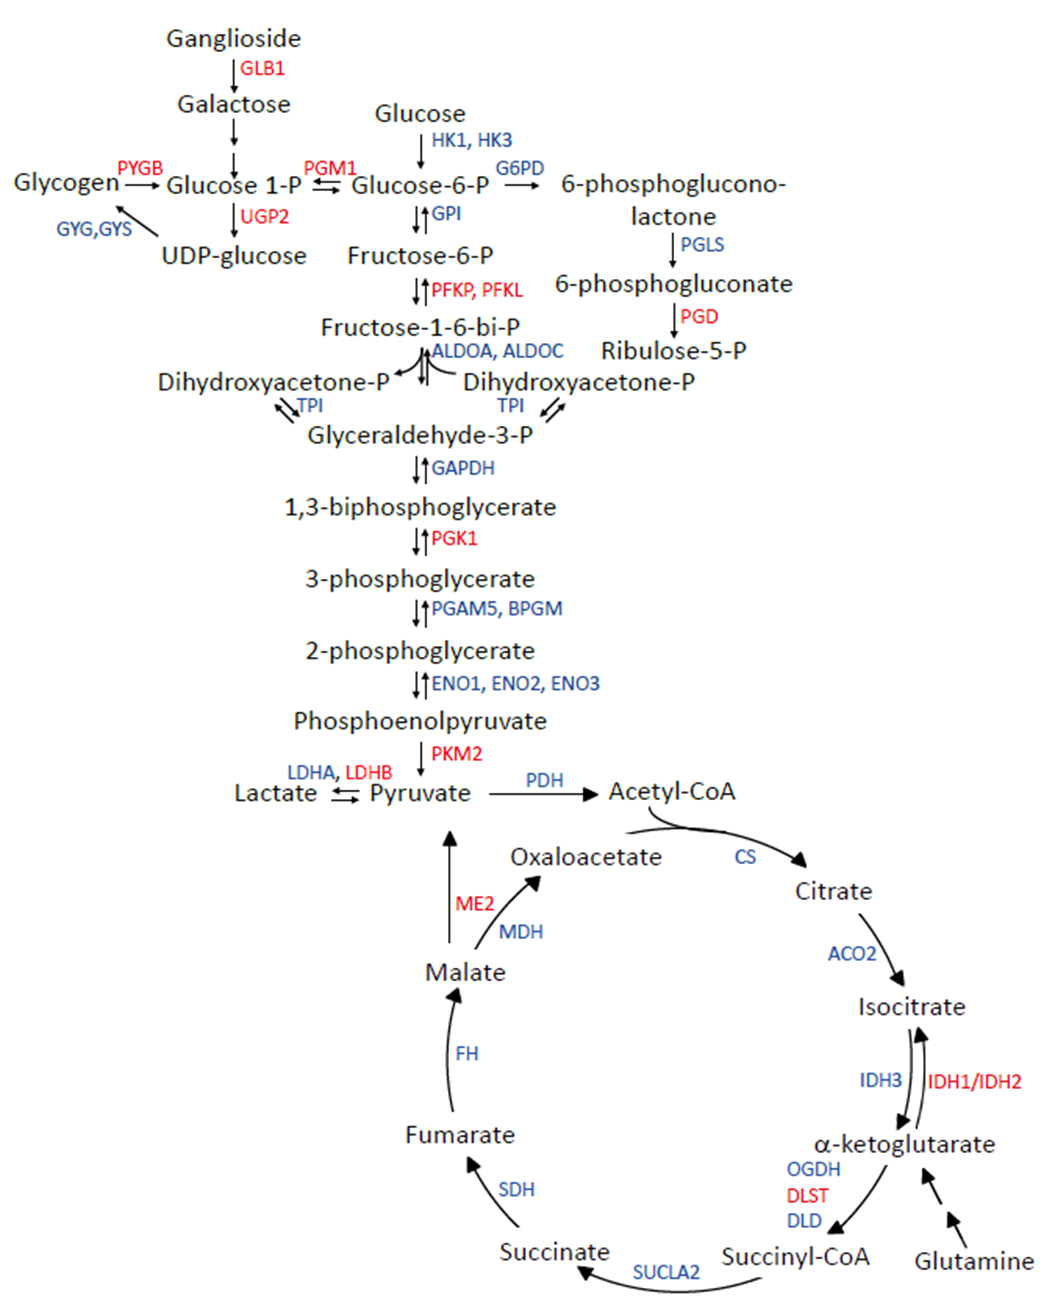 Ganglioside
GLB1
Galactose
Glucose
HK1, HK3
PYGB
PGM1
G6PD
Glycogen
Glucose 1-P
Glucose-6-P
6-phosphoglucono-
lactone
UGP2
GPI
GYG,GYS
PGLS
UDP-glucose
Fructose-6-P
PFKP, PFKL
6-phosphogluconate
PGD
Fructose-1-6-bi-P
ALDOA, ALDOC
Ribulose-5-P
Dihydroxyacetone-P
Dihydroxyacetone-P
TPI
TPI
Glyceraldehyde-3-P
GAPDH
1,3-biphosphoglycerate
PGK1
3-phosphoglycerate
PGAM5, BPGM
2-phosphoglycerate
ENO1, ENO2, ENO3
Phosphoenolpyruvate
PKM2
LDHA, LDHB
PDH
Lactate
Pyruvate
Acetyl-CoA
Oxaloacetate
CS
Citrate
ME2
MDH
ACO2
Malate
Isocitrate
FH
IDH3
IDH1/IDH2
Fumarate
α-ketoglutarate
OGDH
DLST
DLD
SDH
Succinate
Succinyl-CoA
Glutamine
SUCLA2